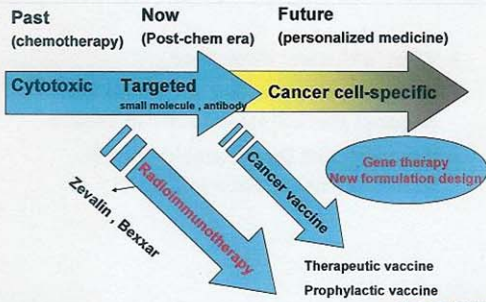 Past
(chemotherapy)
Now
(Post-chem era)
Future
(personalized medicine)
Cytotoxic
Targeted
small molecule , antibody
Cancer cell-specific
Gene therapy
New formulation design
Radioimmunotherapy
Zevalin , Bexxar
Cancer vaccine
Therapeutic vaccine
Prophylactic vaccine